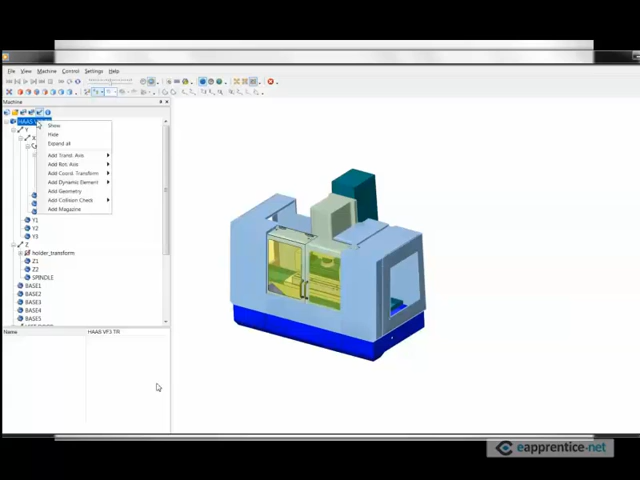 File View Machine Control Settings Help
Machine
HAAS V
Y
X
Show
Hide
Expand all
Add Transl. Axis
Add Rot. Axis
Add Coord. Transform
Add Dynamic Element
Add Geometry
Add Collision Check
Add Magazine
Y1
Y2
Y3
Z
holder_transform
Z1
Z2
SPINDLE
BASE1
BASE2
BASE3
BASE4
BASE5
Name HAAS VF3 TR
eapprentice.net